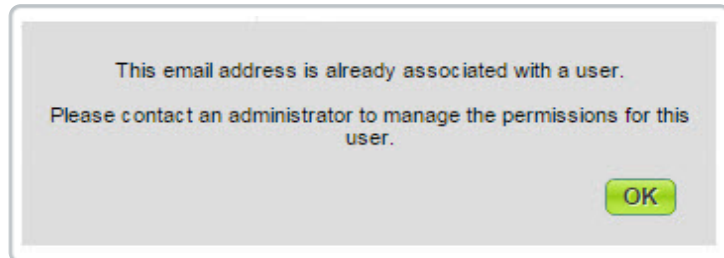 This email address is already associated with a user.
Please contact an administrator to manage the permissions for this
user.
OK